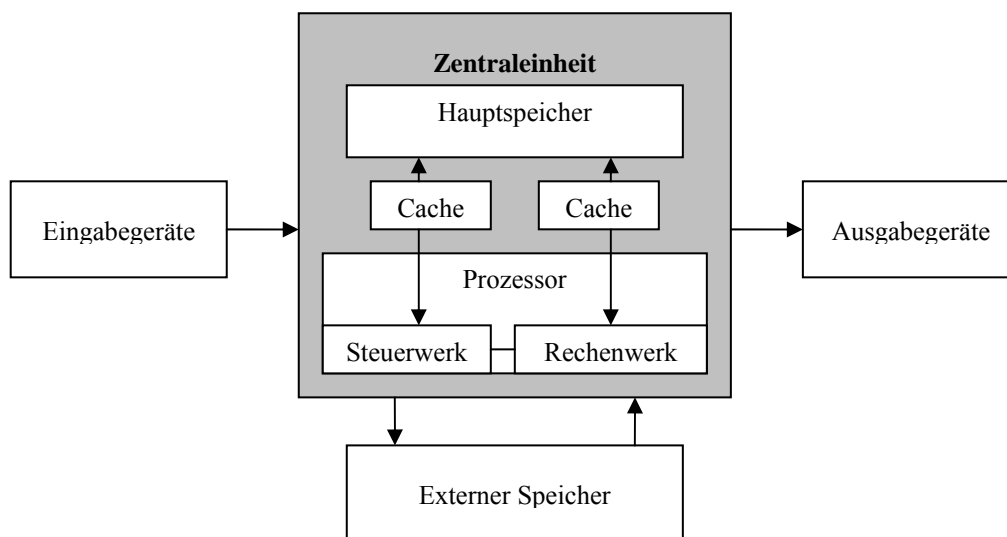 Zentraleinheit
Hauptspeicher
Cache
Cache
Eingabegeräte
Ausgabegeräte
Prozessor
Steuerwerk
Rechenwerk
Externer Speicher